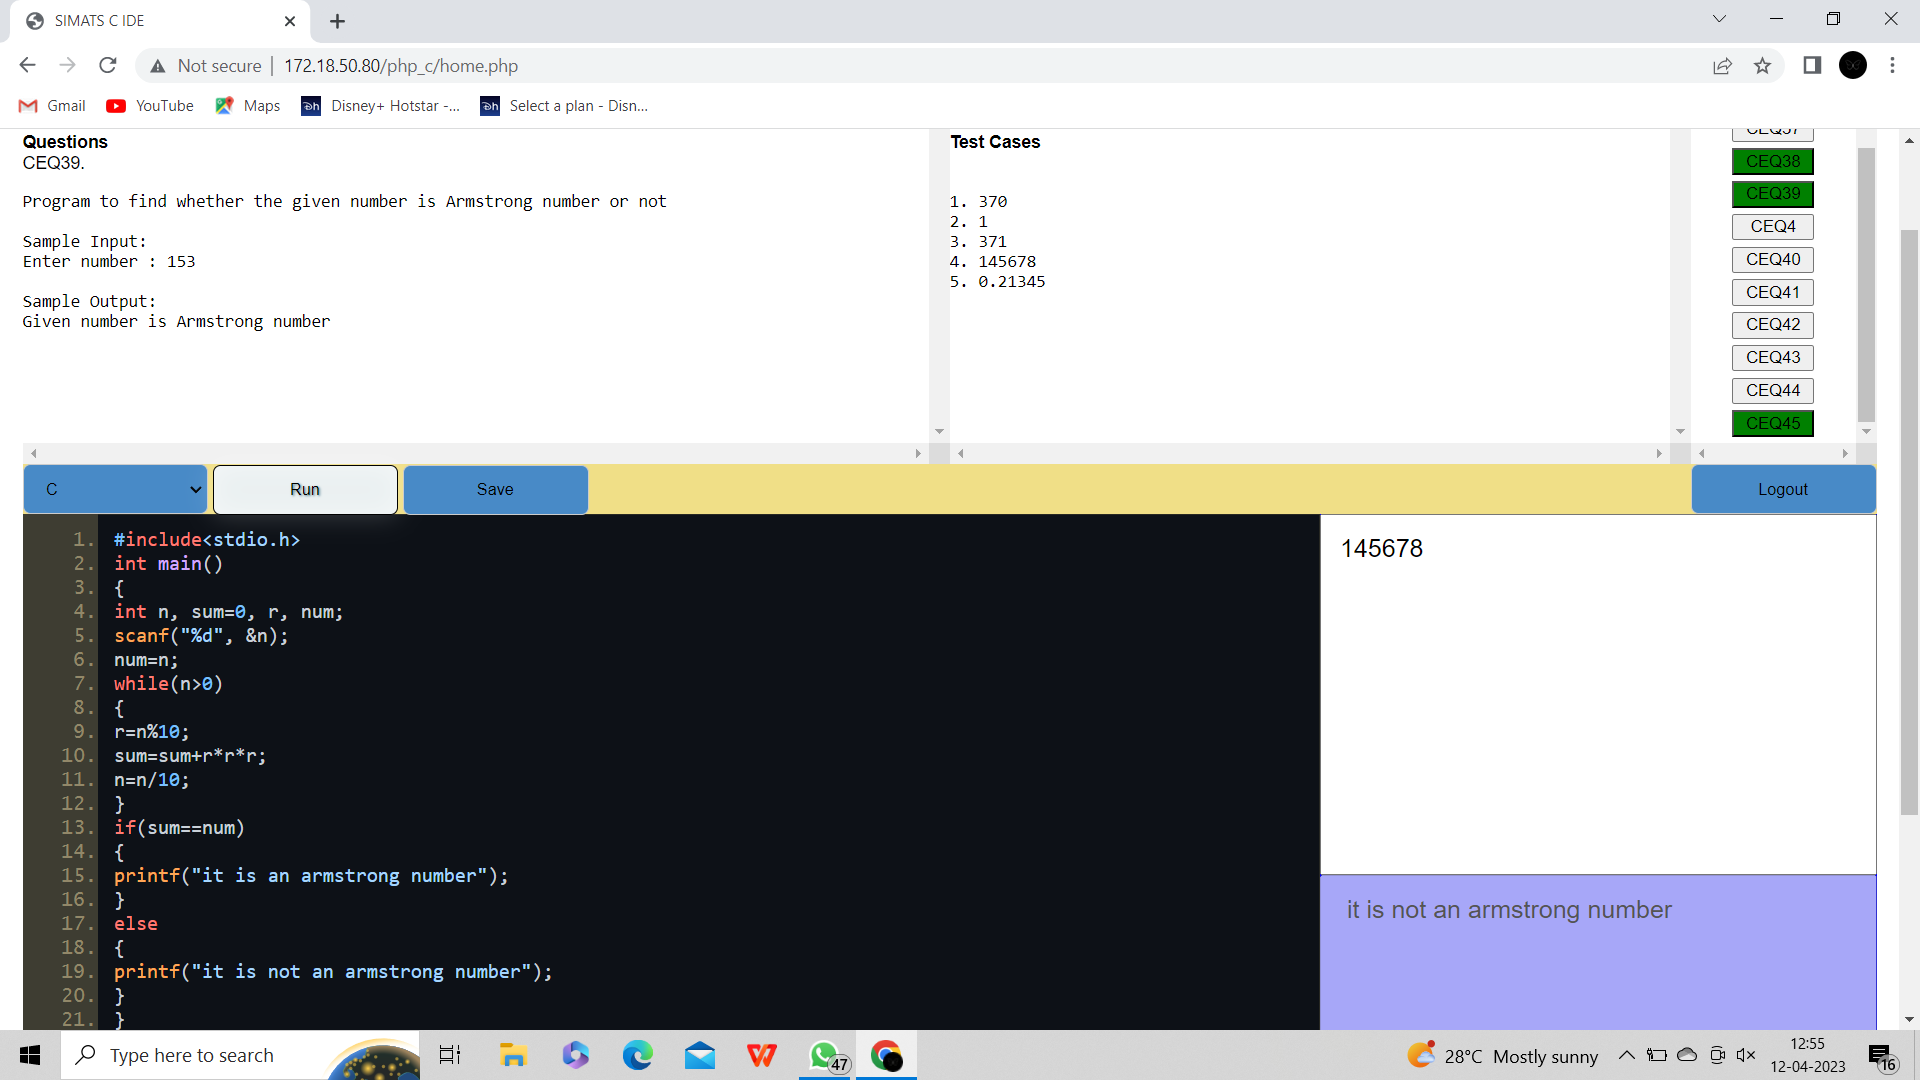 SIMATS C IDE
Not secure | 172.18.50.80/php_c/home.php
Gmail YouTube Maps Disney+ Hotstar -... Select a plan - Disn...
Questions
CEQ39.
Program to find whether the given number is Armstrong number or not
Sample Input:
Enter number : 153
Sample Output:
Given number is Armstrong number
Test Cases
1. 370
2. 1
3. 371
4. 145678
5. 0.21345
CEQ37
CEQ38
CEQ39
CEQ4
CEQ40
CEQ41
CEQ42
CEQ43
CEQ44
CEQ45
C Run Save Logout
1. #include<stdio.h>
2. int main()
3. {
4. int n, sum=0, r, num;
5. scanf("%d", &n);
6. num=n;
7. while(n>0)
8. {
9. r=n%10;
10. sum=sum+r*r*r;
11. n=n/10;
12. }
13. if(sum==num)
14. {
15. printf("it is an armstrong number");
16. }
17. else
18. {
19. printf("it is not an armstrong number");
20. }
21. }
145678
it is not an armstrong number
Type here to search
47
28°C Mostly sunny
12:55
12-04-2023
16